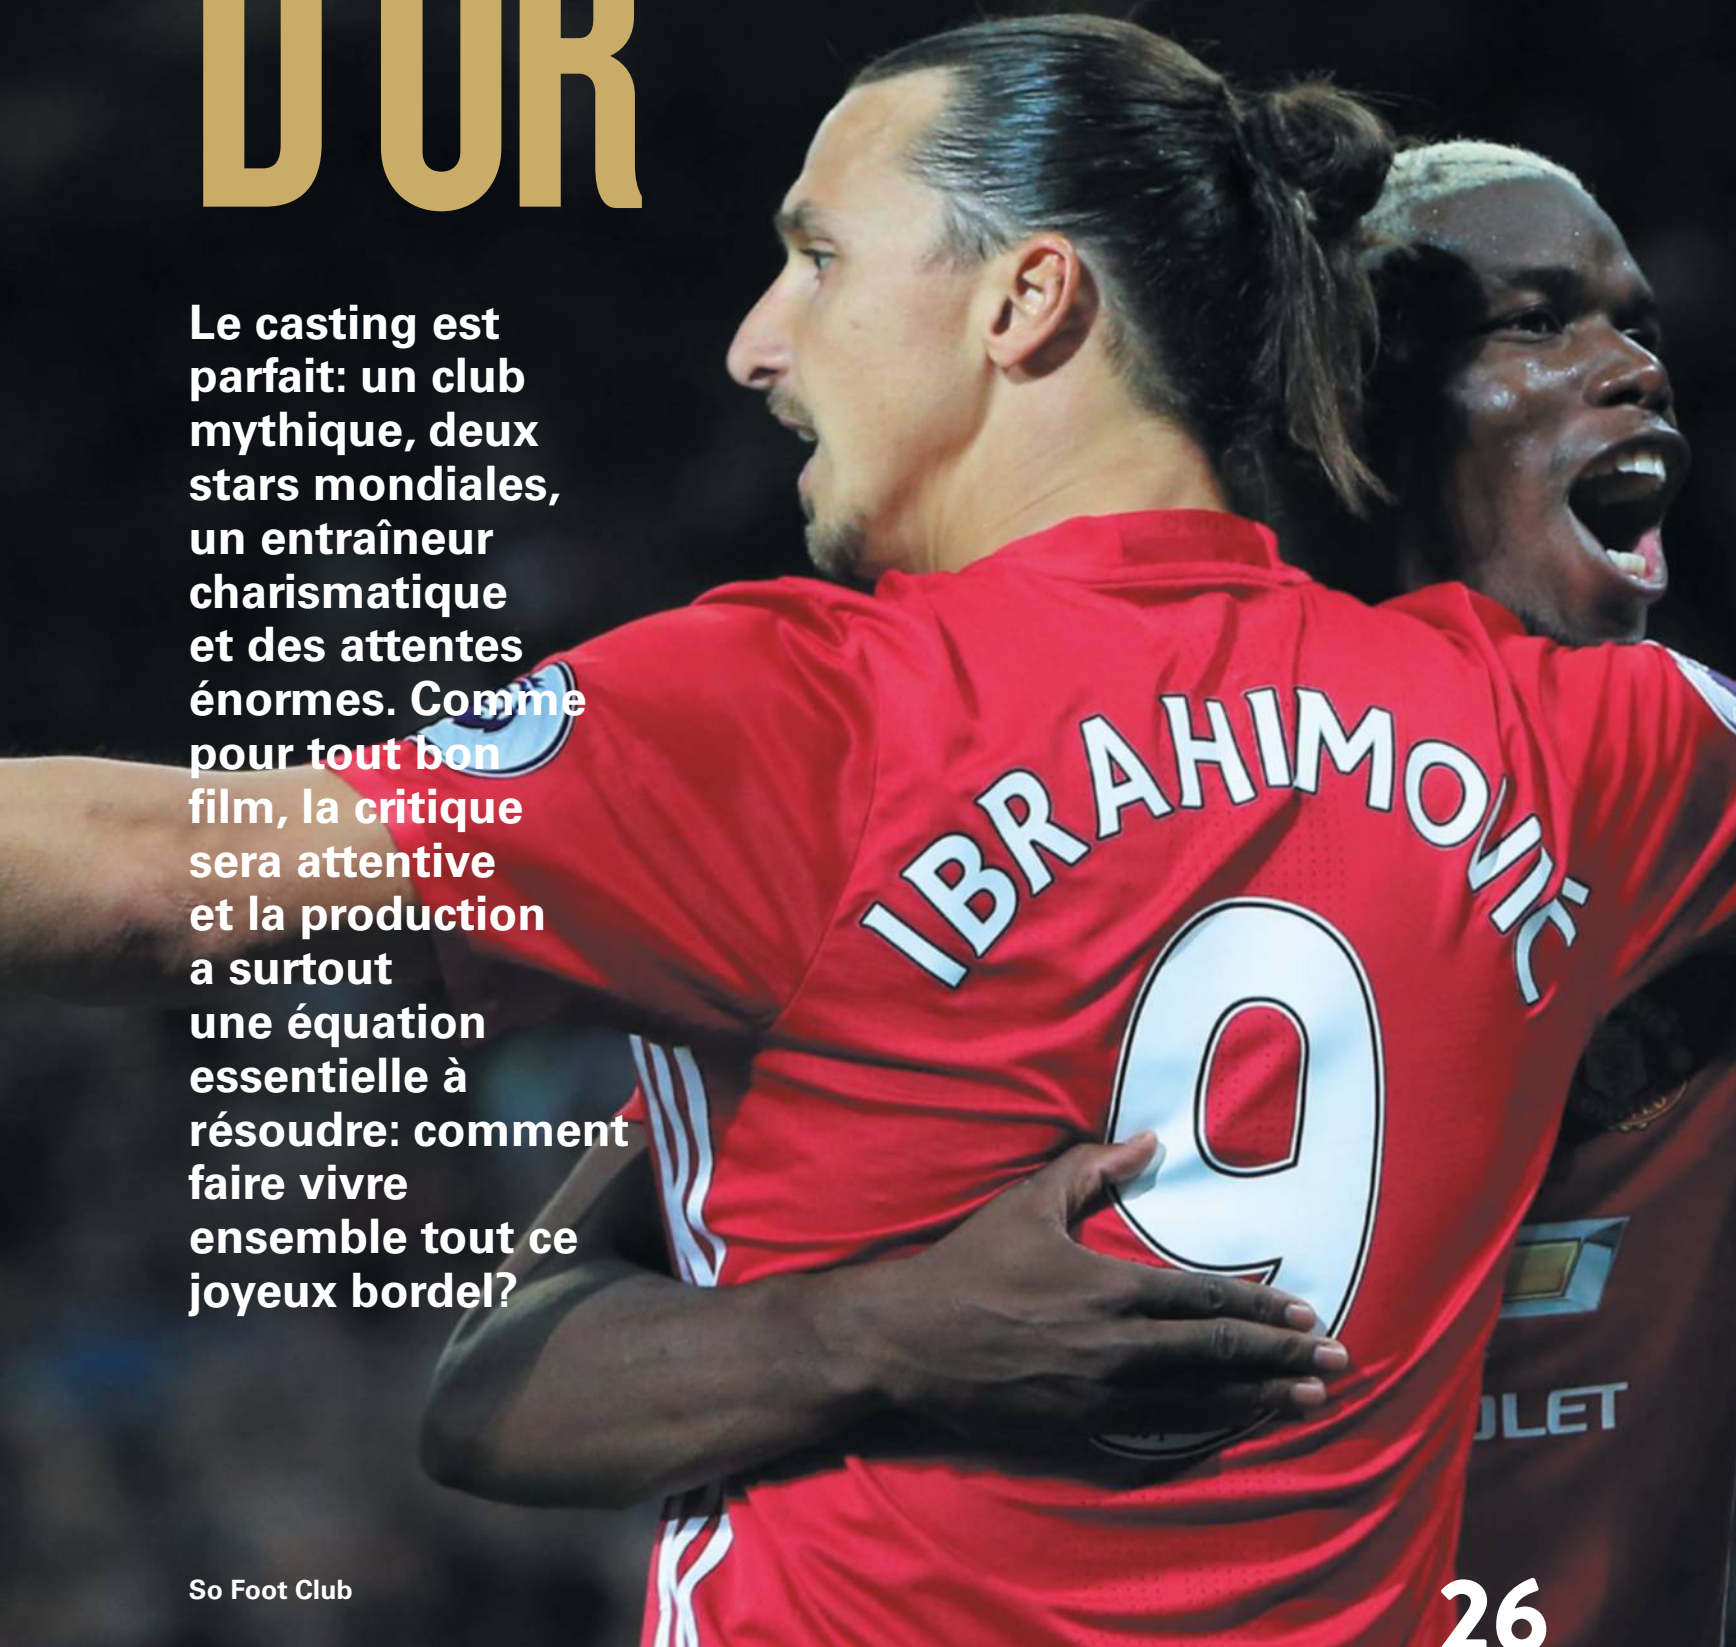 D'OR
Le casting est
parfait: un club
mythique, deux
stars mondiales,
un entraîneur
charismatique
et des attentes
énormes. Comme
pour tout bon
film, la critique
sera attentive
et la production
a surtout
une équation
essentielle à
résoudre: comment
faire vivre
ensemble tout ce
joyeux bordel?
IBRAHIMOVIĆ
9
OLET
So Foot Club
26